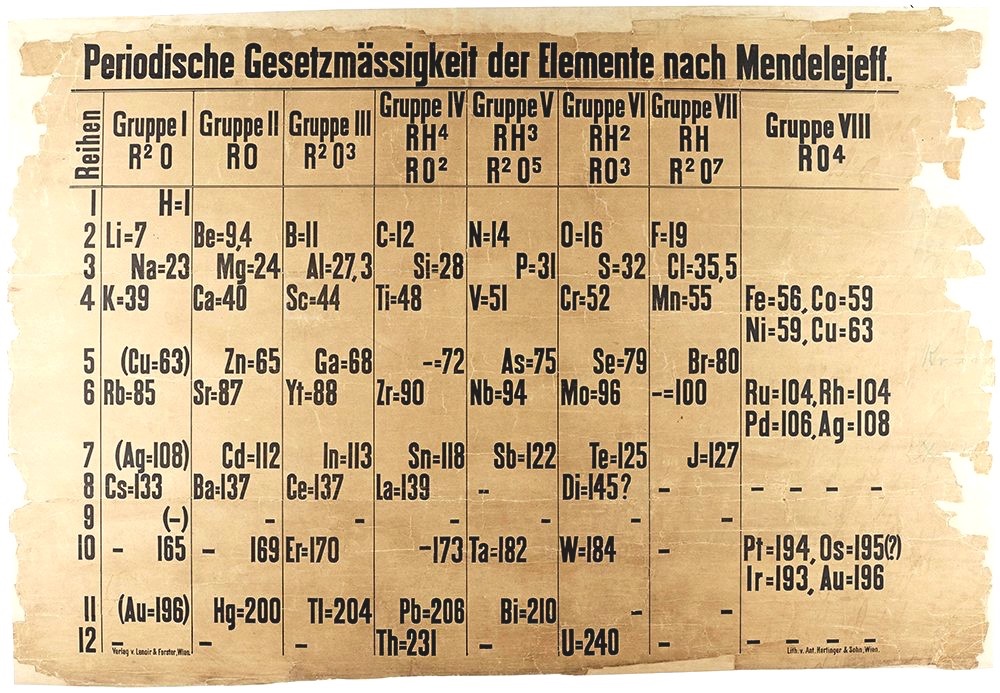 Periodische Gesetzmässigkeit der Elemente nach Mendelejeff.
Reihen Gruppe I Gruppe II Gruppe III Gruppe IV Gruppe V Gruppe VI Gruppe VII Gruppe VIII
RH⁴ RH³ RH² RH
R²O RO R²O³ RO² R²O⁵ RO³ R²O⁷ RO⁴
1 H=1
2 Li=7 Be=9,4 B=11 C=12 N=14 O=16 F=19
3 Na=23 Mg=24 Al=27,3 Si=28 P=31 S=32 Cl=35,5
4 K=39 Ca=40 Sc=44 Ti=48 V=51 Cr=52 Mn=55 Fe=56, Co=59
Ni=59, Cu=63
5 (Cu=63) Zn=65 Ga=68 -=72 As=75 Se=79 Br=80
6 Rb=85 Sr=87 Yt=88 Zr=90 Nb=94 Mo=96 -=100 Ru=104, Rh=104
Pd=106, Ag=108
7 (Ag=108) Cd=112 In=113 Sn=118 Sb=122 Te=125 J=127
8 Cs=133 Ba=137 Ce=137 La=139 - Di=145? - - - - -
9 (-) - - - - - -
10 - 165 - 169 Er=170 -173 Ta=182 W=184 - Pt=194, Os=195(?)
Ir=193, Au=196
11 (Au=196) Hg=200 Tl=204 Pb=206 Bi=210 - -
12 - - - Th=231 - U=240 - - - - -
Verlag v. Lenoir & Forster, Wien. Lith. v. Ant. Hartinger & Sohn, Wien.